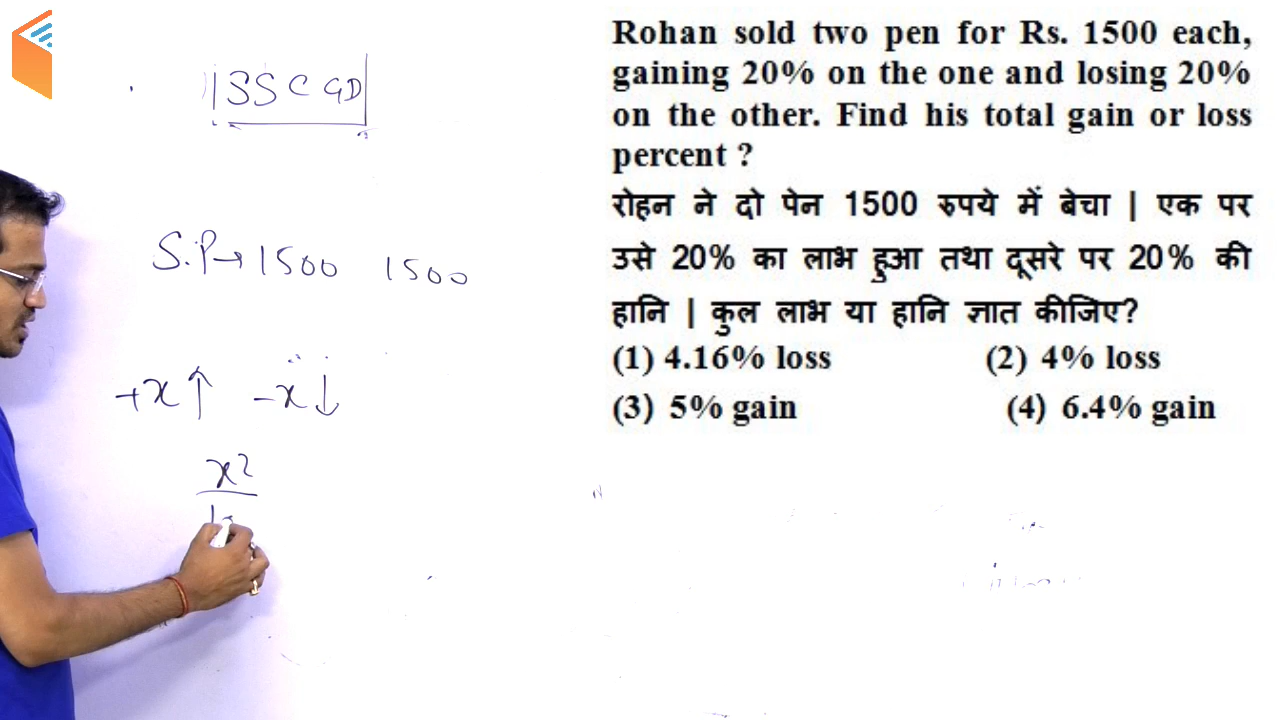 SSC GD
S.P→ 1500 1500
+x↑ -x↓
x²
Rohan sold two pen for Rs. 1500 each,
gaining 20% on the one and losing 20%
on the other. Find his total gain or loss
percent ?
रोहन ने दो पेन 1500 रुपये में बेचा | एक पर
उसे 20% का लाभ हुआ तथा दूसरे पर 20% की
हानि | कुल लाभ या हानि ज्ञात कीजिए?
(1) 4.16% loss (2) 4% loss
(3) 5% gain (4) 6.4% gain